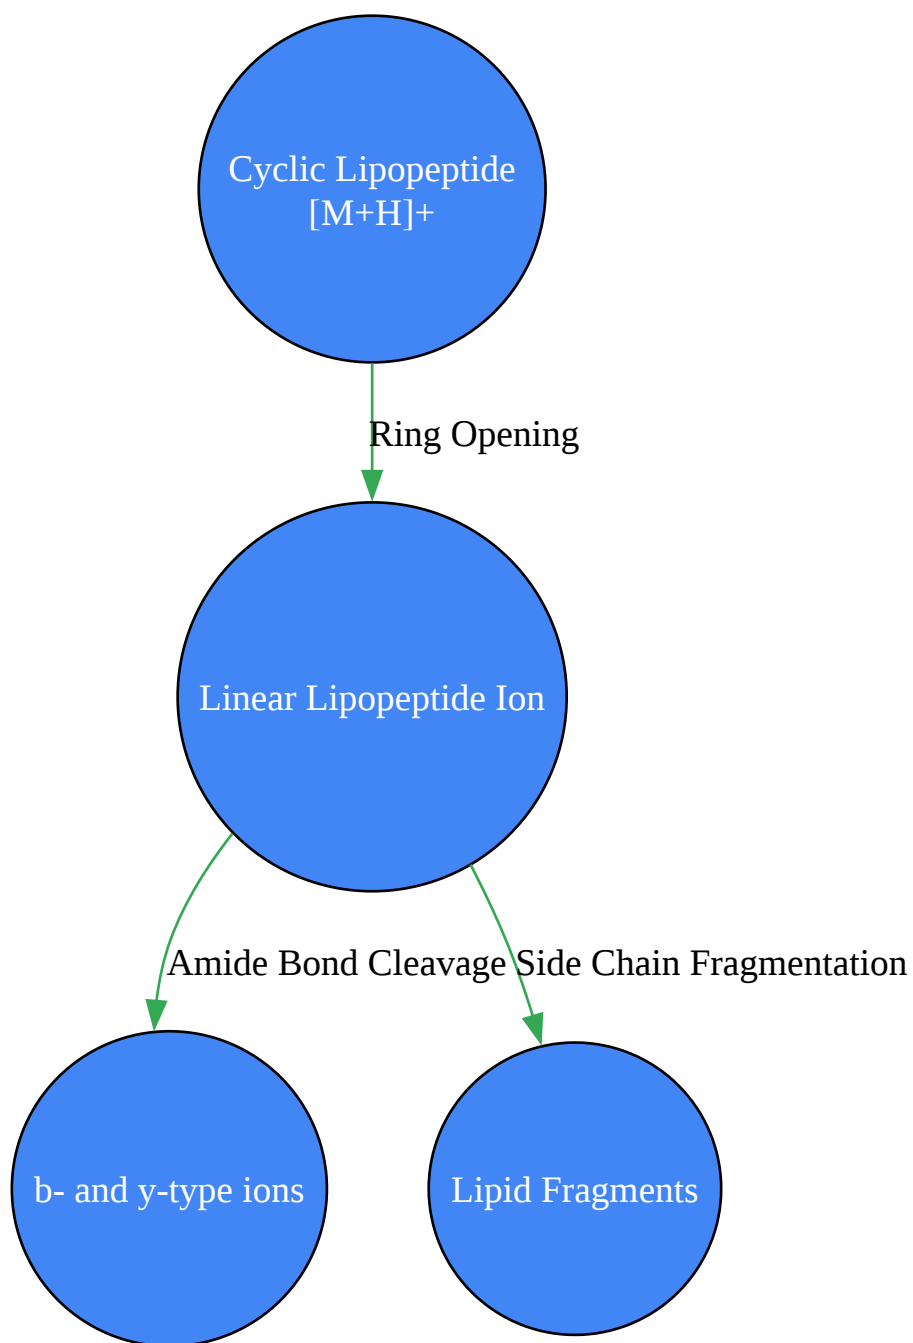 Cyclic Lipopeptide
[M+H]+
Ring Opening
Linear Lipopeptide Ion
Amide Bond Cleavage
Side Chain Fragmentation
b- and y-type ions
Lipid Fragments